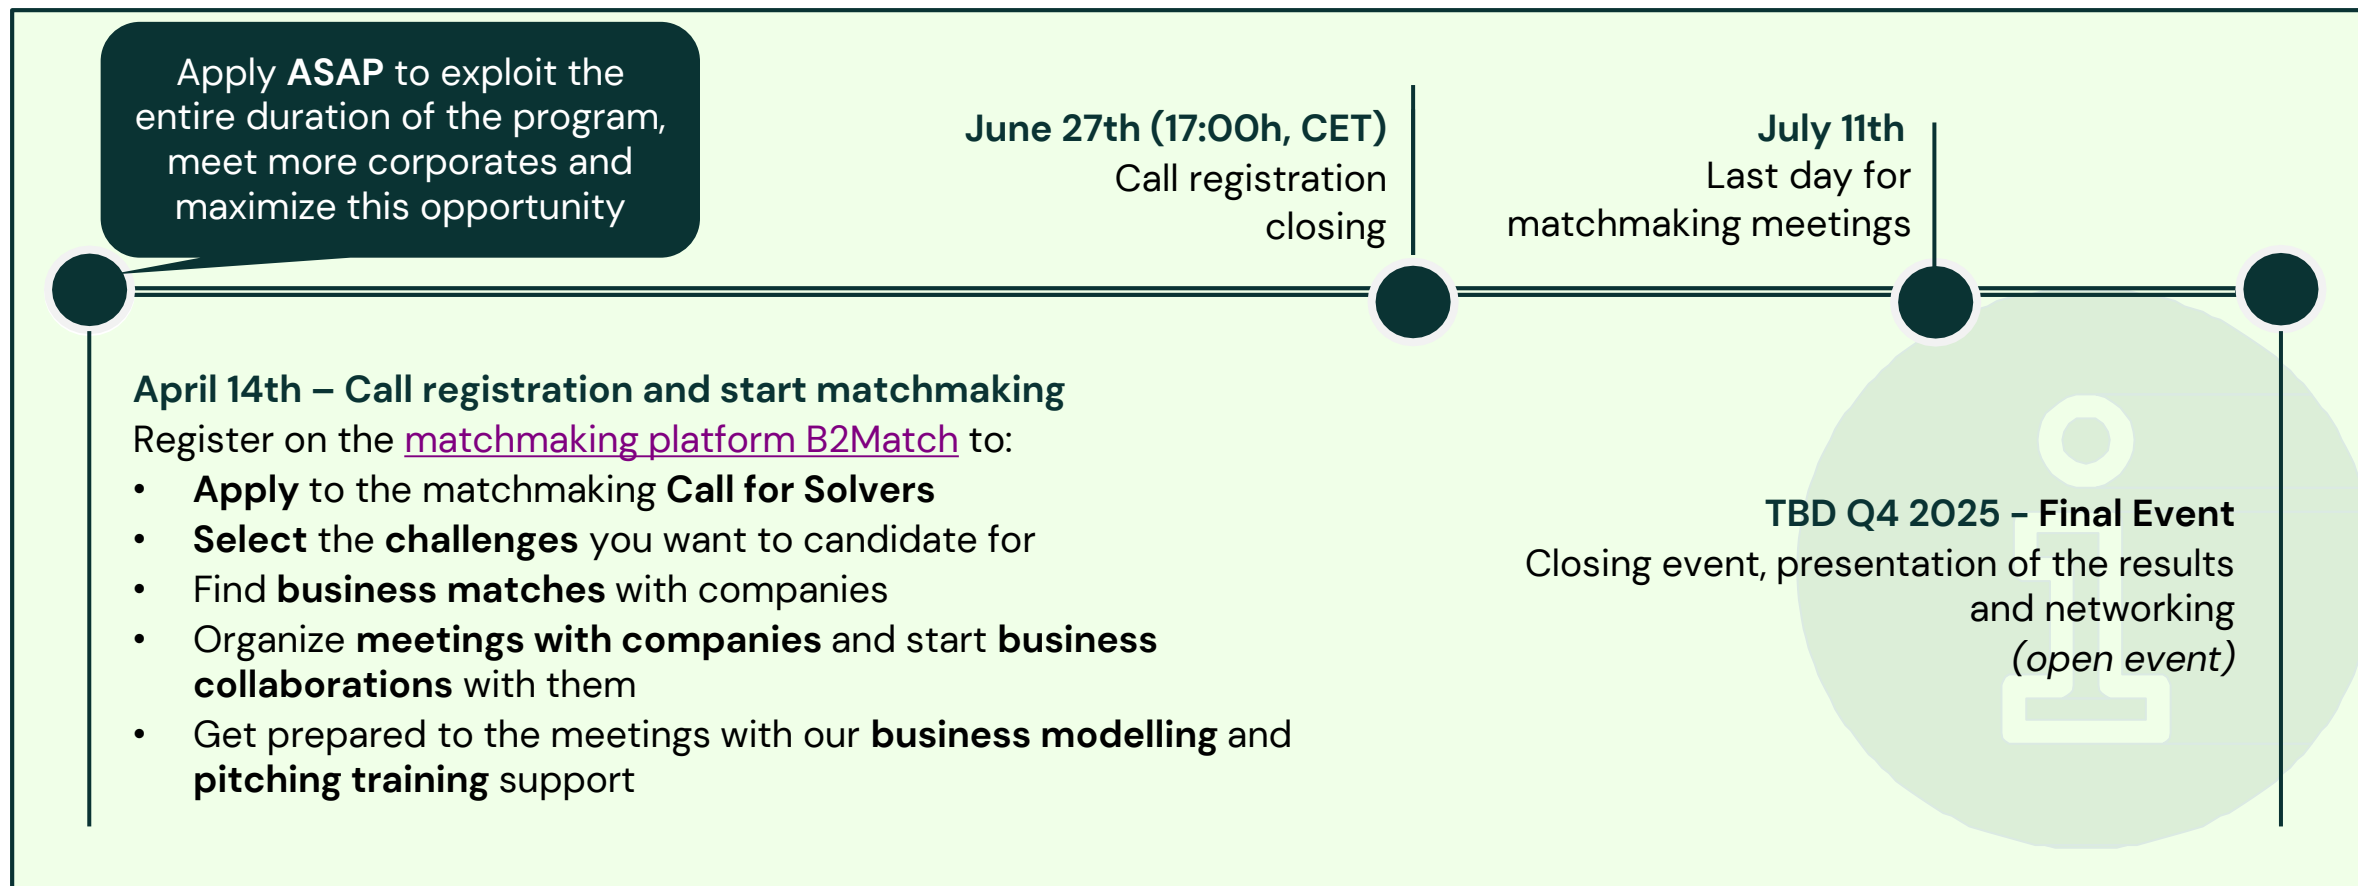 Apply ASAP to exploit the
entire duration of the program,
meet more corporates and
maximize this opportunity
June 27th (17:00h, CET)
Call registration
closing
July 11th
Last day for
matchmaking meetings
April 14th – Call registration and start matchmaking
Register on the matchmaking platform B2Match to:
• Apply to the matchmaking Call for Solvers
• Select the challenges you want to candidate for
• Find business matches with companies
• Organize meetings with companies and start business
collaborations with them
• Get prepared to the meetings with our business modelling and
pitching training support
TBD Q4 2025 - Final Event
Closing event, presentation of the results
and networking
(open event)